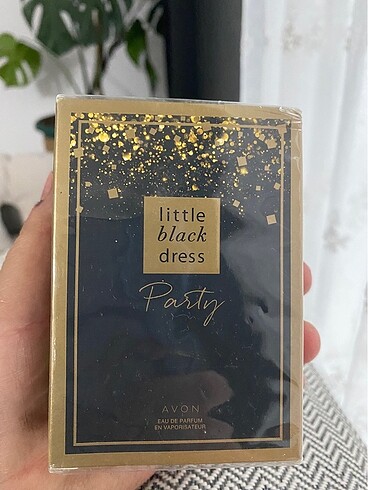 little
black
dress
Party
AVON
EAU DE PARFUM
EN VAPORISATEUR